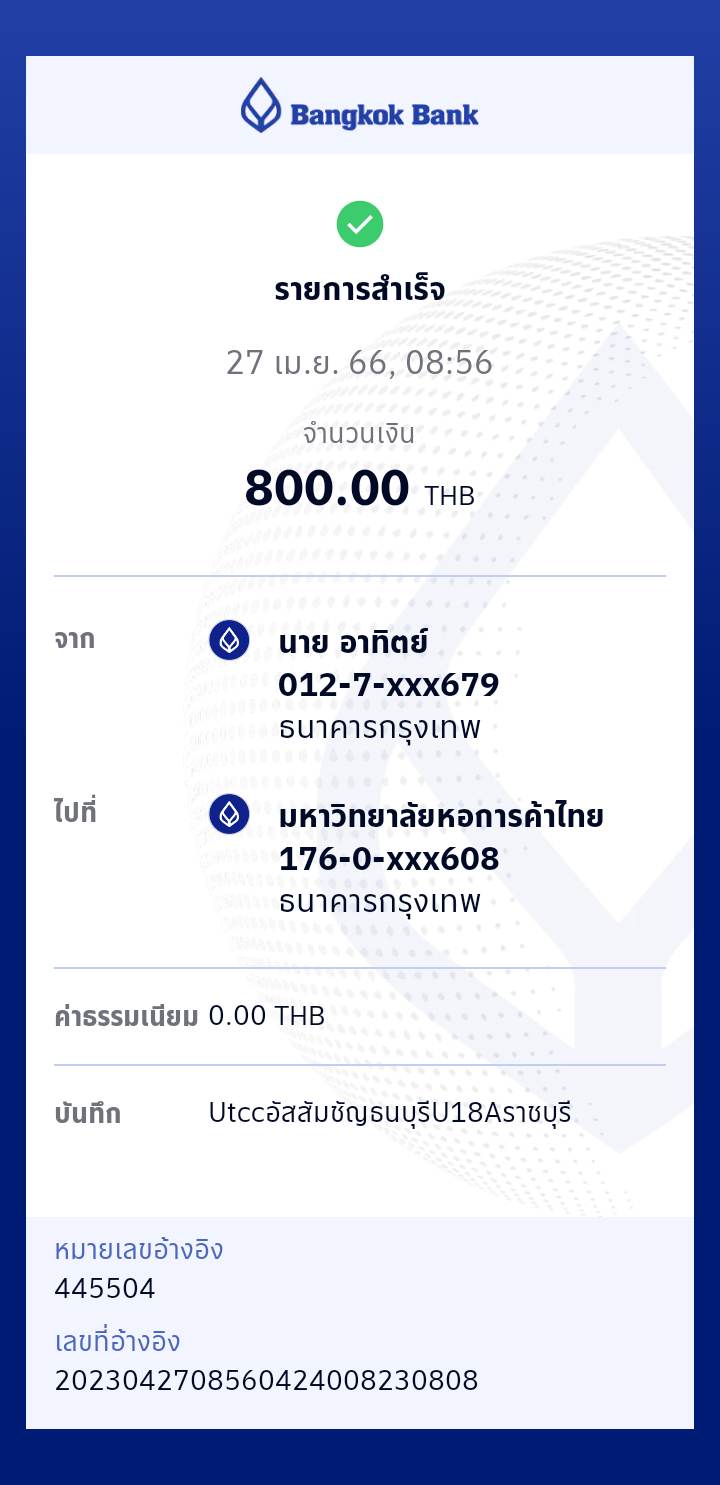 Bangkok Bank
รายการสำเร็จ
27 เม.ย. 66, 08:56
จำนวนเงิน
800.00 THB
จาก
นาย อาทิตย์
012-7-xxx679
ธนาคารกรุงเทพ
ไปที่
มหาวิทยาลัยหอการค้าไทย
176-0-xxx608
ธนาคารกรุงเทพ
ค่าธรรมเนียม 0.00 THB
บันทึก UtccอัสสัมชัญธนบุรีU18Aราชบุรี
หมายเลขอ้างอิง
445504
เลขที่อ้างอิง
2023042708560424008230808